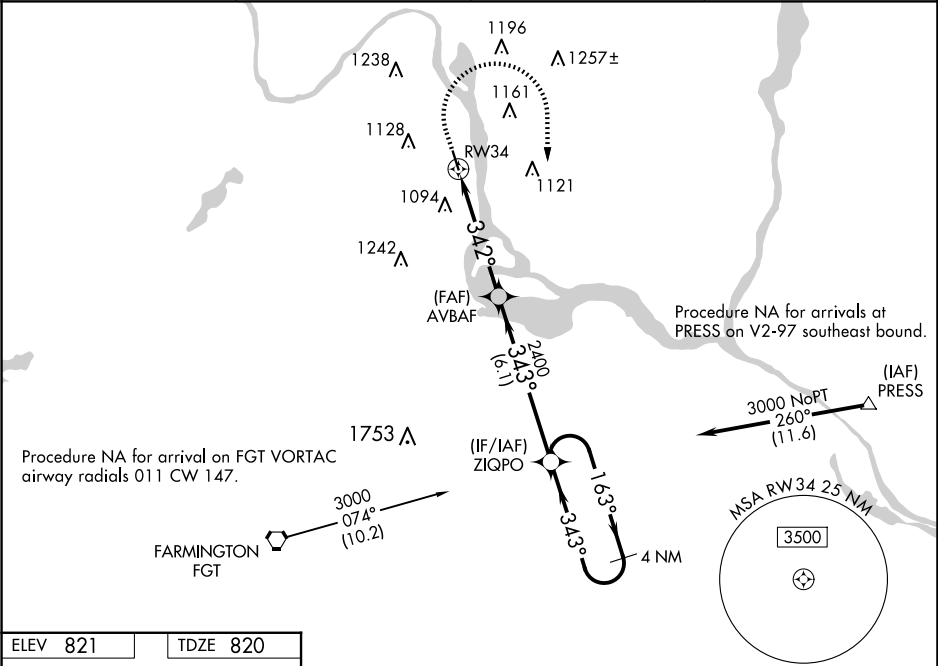 1196
1238
1257±
1161
1128
RW34
1121
1094
342°
1242
(FAF)
AVBAF
Procedure NA for arrivals at
PRESS on V2-97 southeast bound.
2400
343°
(6.1)
(IAF)
PRESS
3000 NoPT
260°
(11.6)
1753
(IF/IAF)
ZIQPO
Procedure NA for arrival on FGT VORTAC
airway radials 011 CW 147.
163°
343°
4 NM
3000
074°
(10.2)
FARMINGTON
FGT
MSA RW34 25 NM
3500
ELEV 821
TDZE 820